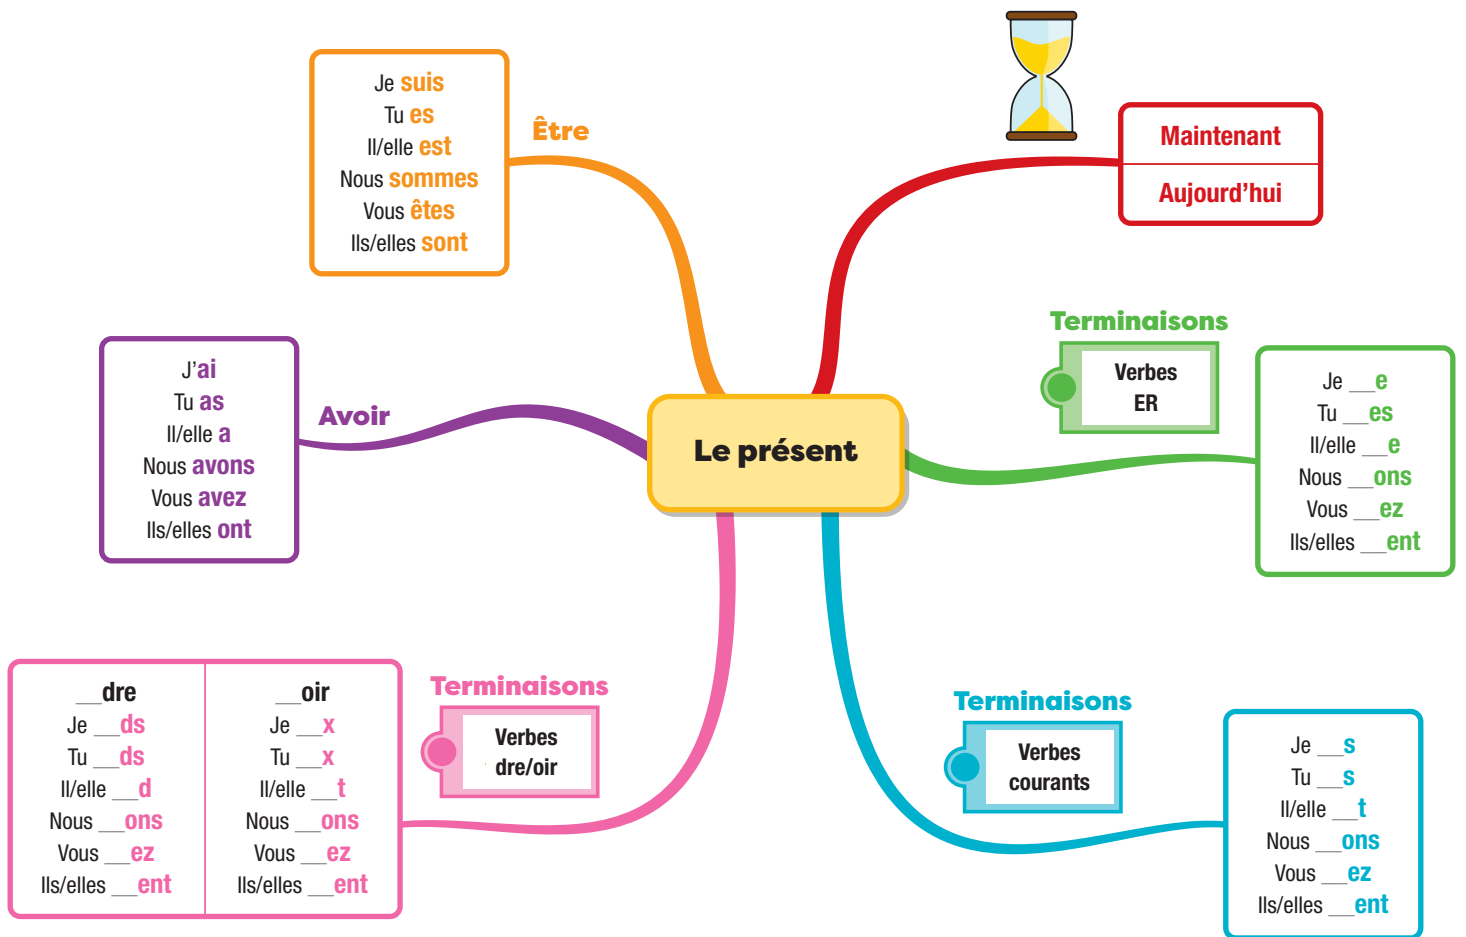 Le présent
Être
Je suis
Tu es
Il/elle est
Nous sommes
Vous êtes
Ils/elles sont
Maintenant
Aujourd’hui
Avoir
J’ai
Tu as
Il/elle a
Nous avons
Vous avez
Ils/elles ont
Terminaisons
Verbes
ER
Je __e
Tu __es
Il/elle __e
Nous __ons
Vous __ez
Ils/elles __ent
Terminaisons
Verbes
dre/oir
__dre
Je __ds
Tu __ds
Il/elle __d
Nous __ons
Vous __ez
Ils/elles __ent
__oir
Je __x
Tu __x
Il/elle __t
Nous __ons
Vous __ez
Ils/elles __ent
Terminaisons
Verbes
courants
Je __s
Tu __s
Il/elle __t
Nous __ons
Vous __ez
Ils/elles __ent